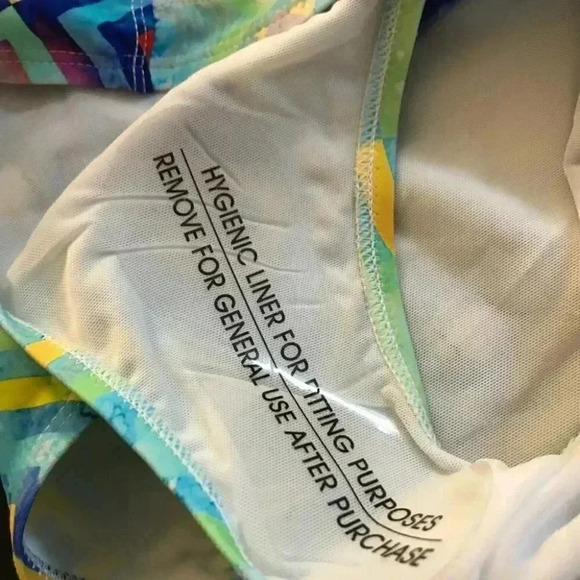 HYGIENIC LINER FOR FITTING PURPOSES
REMOVE FOR GENERAL USE AFTER PURCHASE